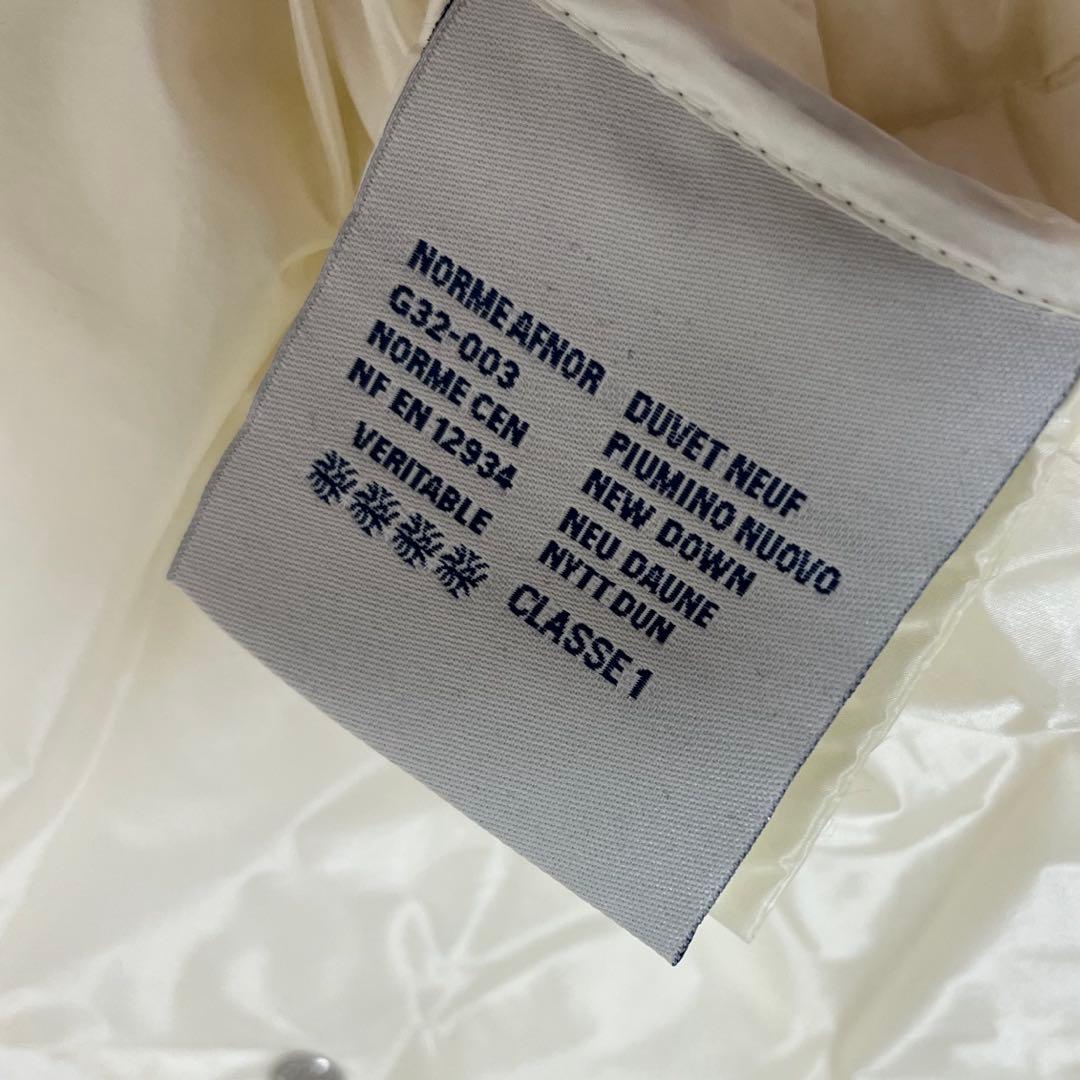 NORME AFNOR
G32-003
NORME CEN
NF EN 12934
VERITABLE
DUVET NEUF
PIUMINO NUOVO
NEW DOWN
NEU DAUNE
NYTT DUN
CLASSE 1